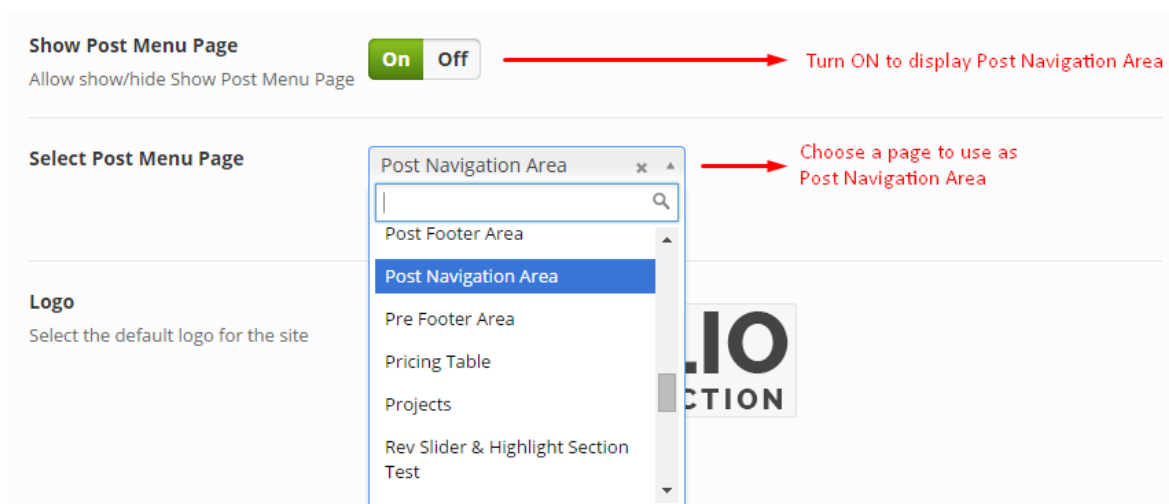 Show Post Menu Page
Allow show/hide Show Post Menu Page
On Off
Turn ON to display Post Navigation Area
Select Post Menu Page
Post Navigation Area
Choose a page to use as
Post Navigation Area
Post Footer Area
Post Navigation Area
Logo
Select the default logo for the site
Pre Footer Area
Pricing Table
Projects
Rev Slider & Highlight Section
Test